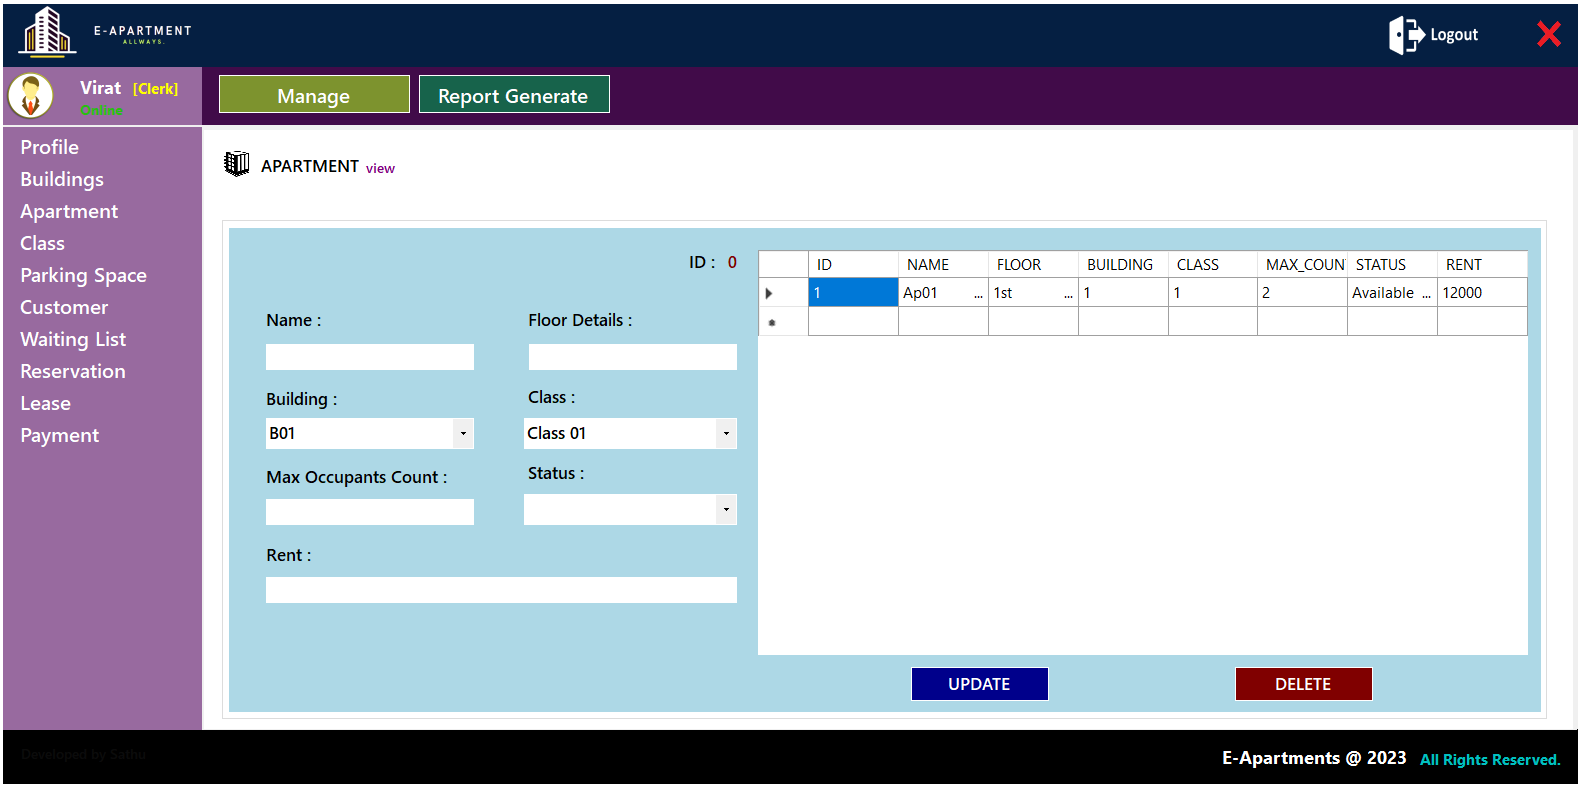 E-APARTMENT
ALLWAYS.
Logout
Virat [Clerk]
Online
Manage
Report Generate
Profile
Buildings
Apartment
Class
Parking Space
Customer
Waiting List
Reservation
Lease
Payment
APARTMENT view
ID : 0
Name :
Floor Details :
Building :
Class :
B01
Class 01
Max Occupants Count :
Status :
Rent :
ID NAME FLOOR BUILDING CLASS MAX_COUN STATUS RENT
1 Ap01 ... 1st ... 1 1 2 Available ... 12000
UPDATE
DELETE
Developed by Sathu
E-Apartments @ 2023 All Rights Reserved.